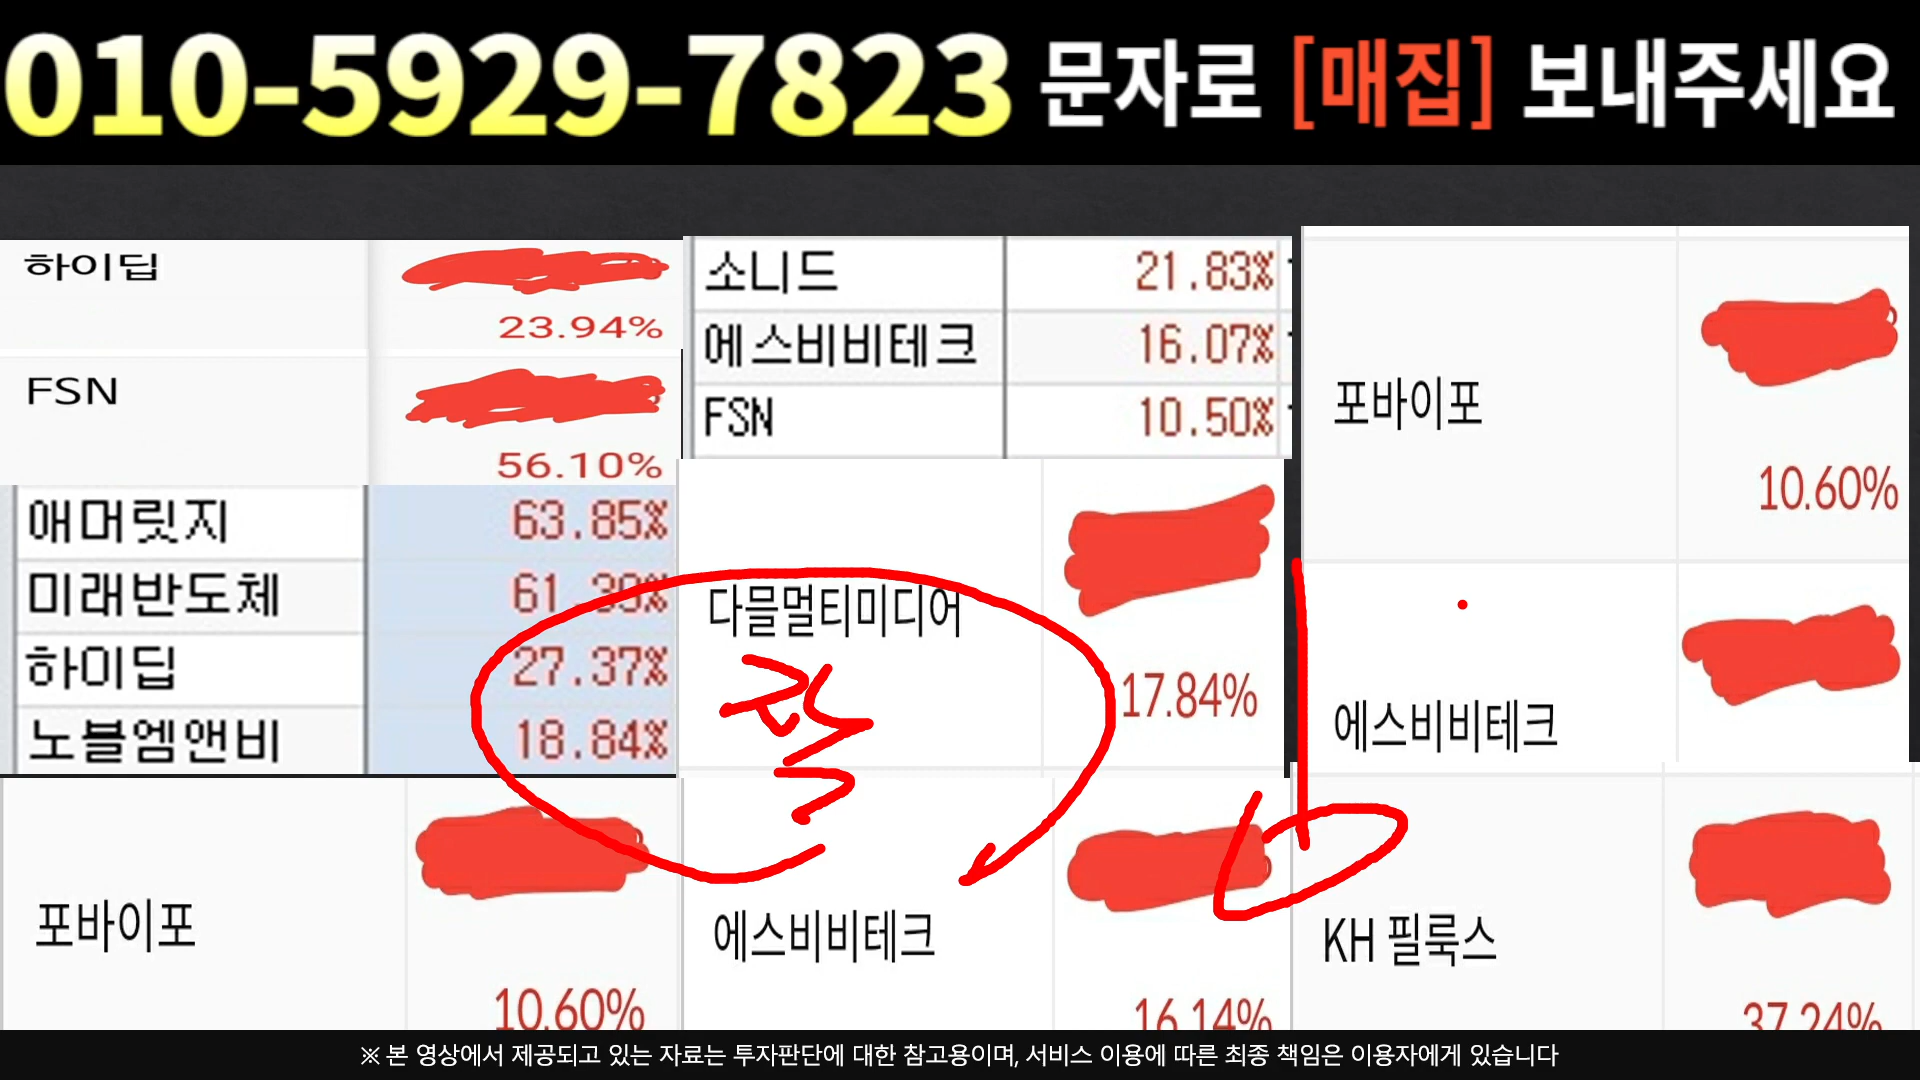 010-5929-7823 문자로 [매집] 보내주세요
하이딥
23.94%
FSN
56.10%
소니드 21.83%
에스비비테크 16.07%
FSN 10.50%
포바이포
10.60%
에스비비테크
애머릿지 63.85%
미래반도체 61.39%
하이딥 27.37%
노블엠앤비 18.84%
다믈멀티미디어
17.84%
포바이포
10.60%
에스비비테크
16.14%
KH 필룩스
37.24%
※ 본 영상에서 제공되고 있는 자료는 투자판단에 대한 참고용이며, 서비스 이용에 따른 최종 책임은 이용자에게 있습니다